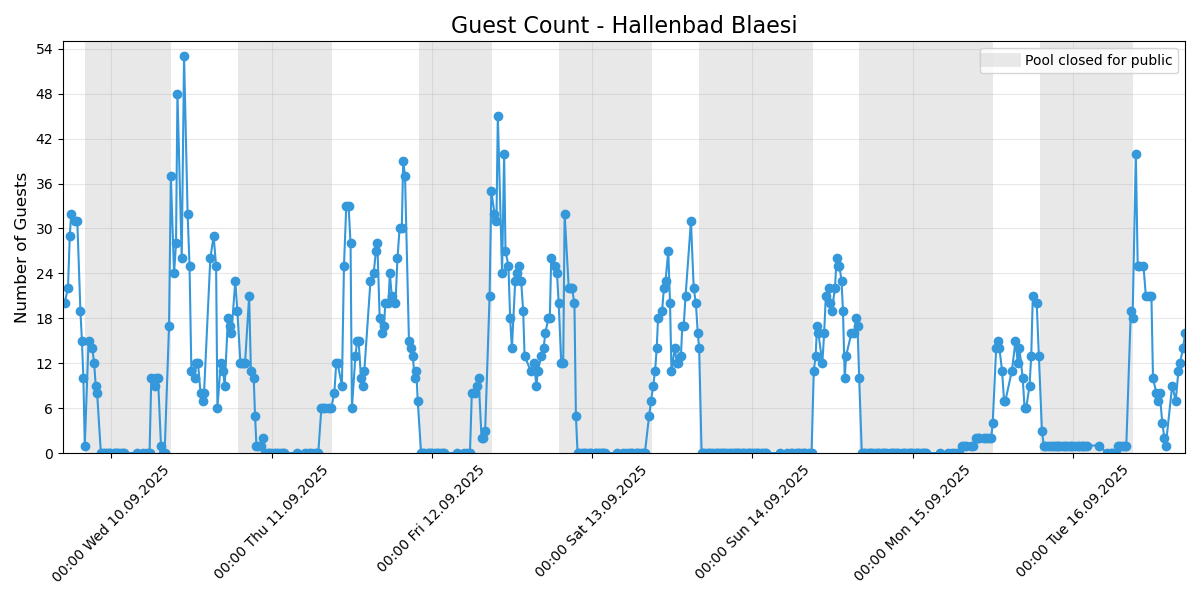 Guest Count - Hallenbad Blaesi
Pool closed for public
Number of Guests
54
48
42
36
30
24
18
12
6
0
00:00 Wed 10.09.2025
00:00 Thu 11.09.2025
00:00 Fri 12.09.2025
00:00 Sat 13.09.2025
00:00 Sun 14.09.2025
00:00 Mon 15.09.2025
00:00 Tue 16.09.2025